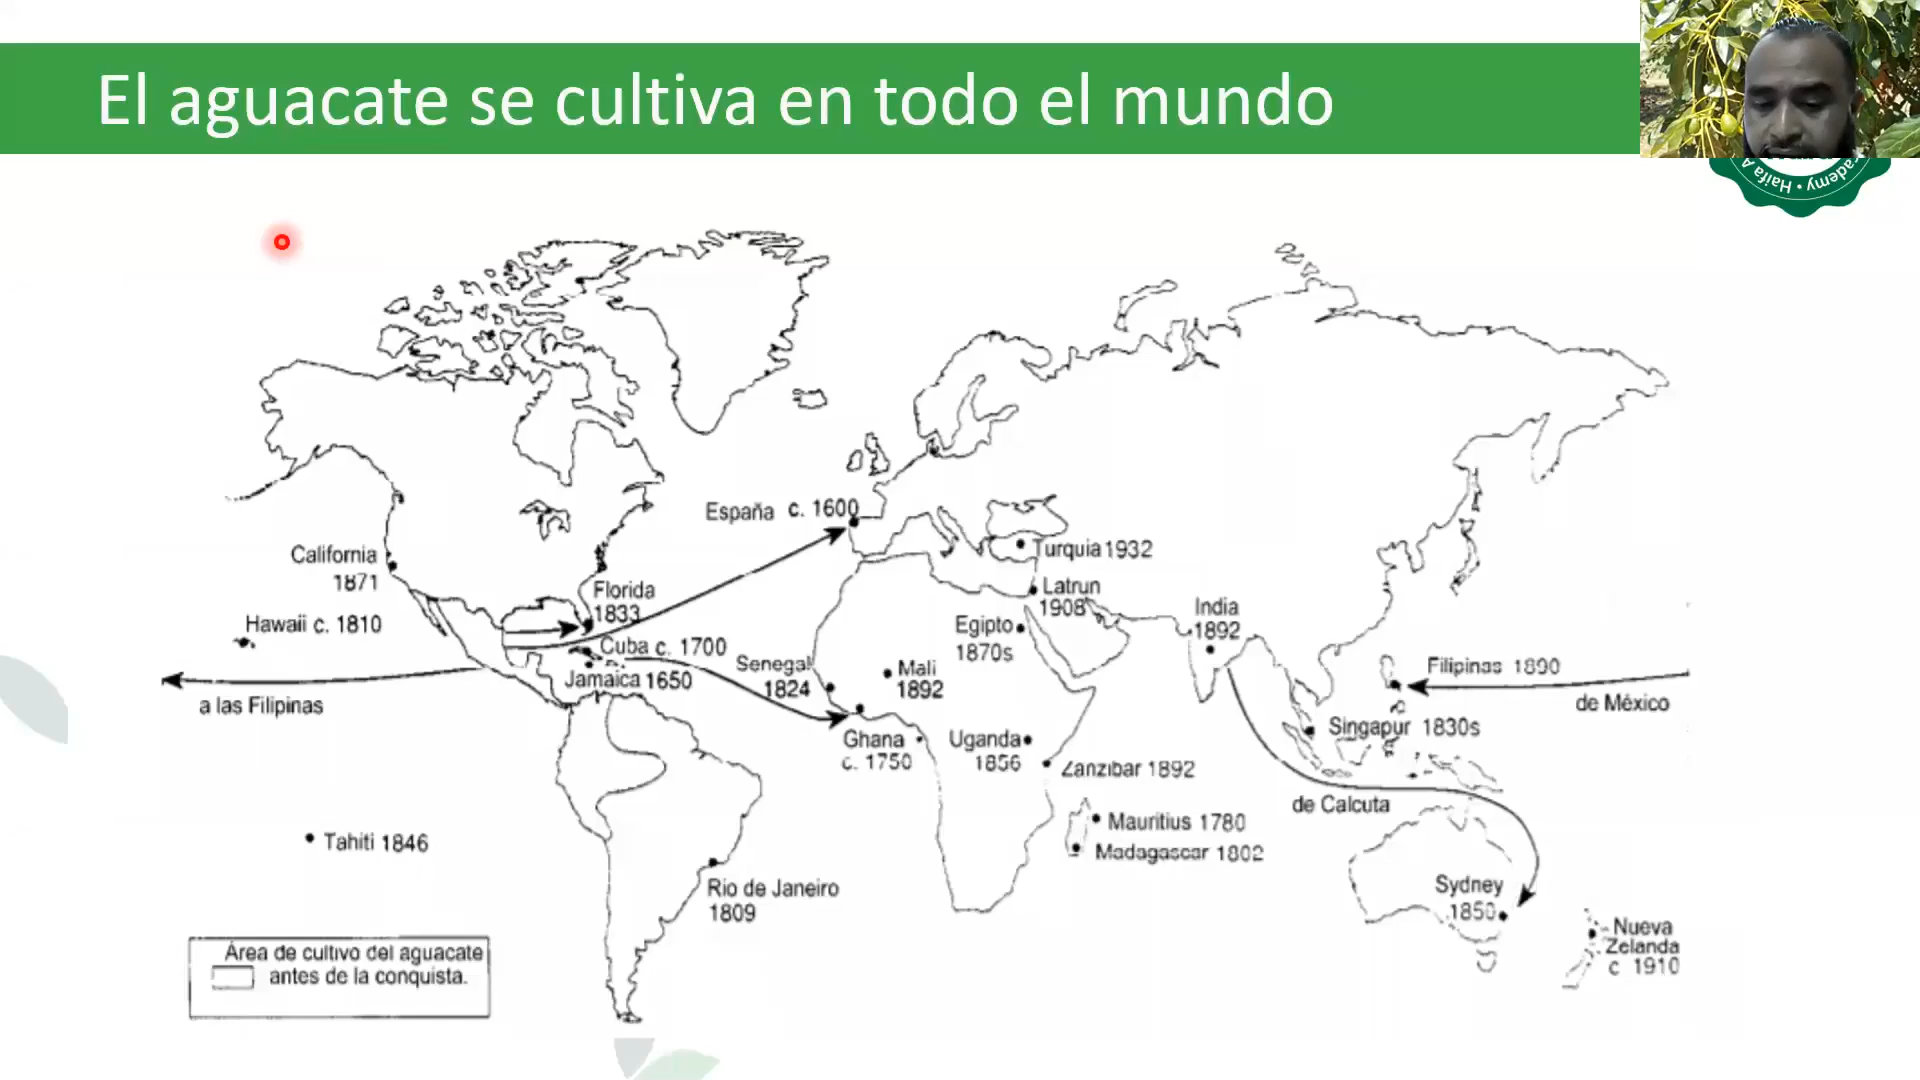 El aguacate se cultiva en todo el mundo
Haifa A
ademy
España c. 1600
California
1871
Florida
1833
Hawaii c. 1810
Cuba c. 1700
Jamaica 1650
a las Filipinas
Turquia 1932
Latrun
1908
Egipto
1870s
India
1892
Senegal
1824
Mali
1892
Ghana
c. 1750
Uganda
1856
Zanzibar 1892
Filipinas 1890
de México
Singapur 1830s
de Calcuta
Mauritius 1780
Madagascar 1802
Tahiti 1846
Rio de Janeiro
1809
Sydney
1850
Nueva
Zelanda
c 1910
Área de cultivo del aguacate
antes de la conquista.